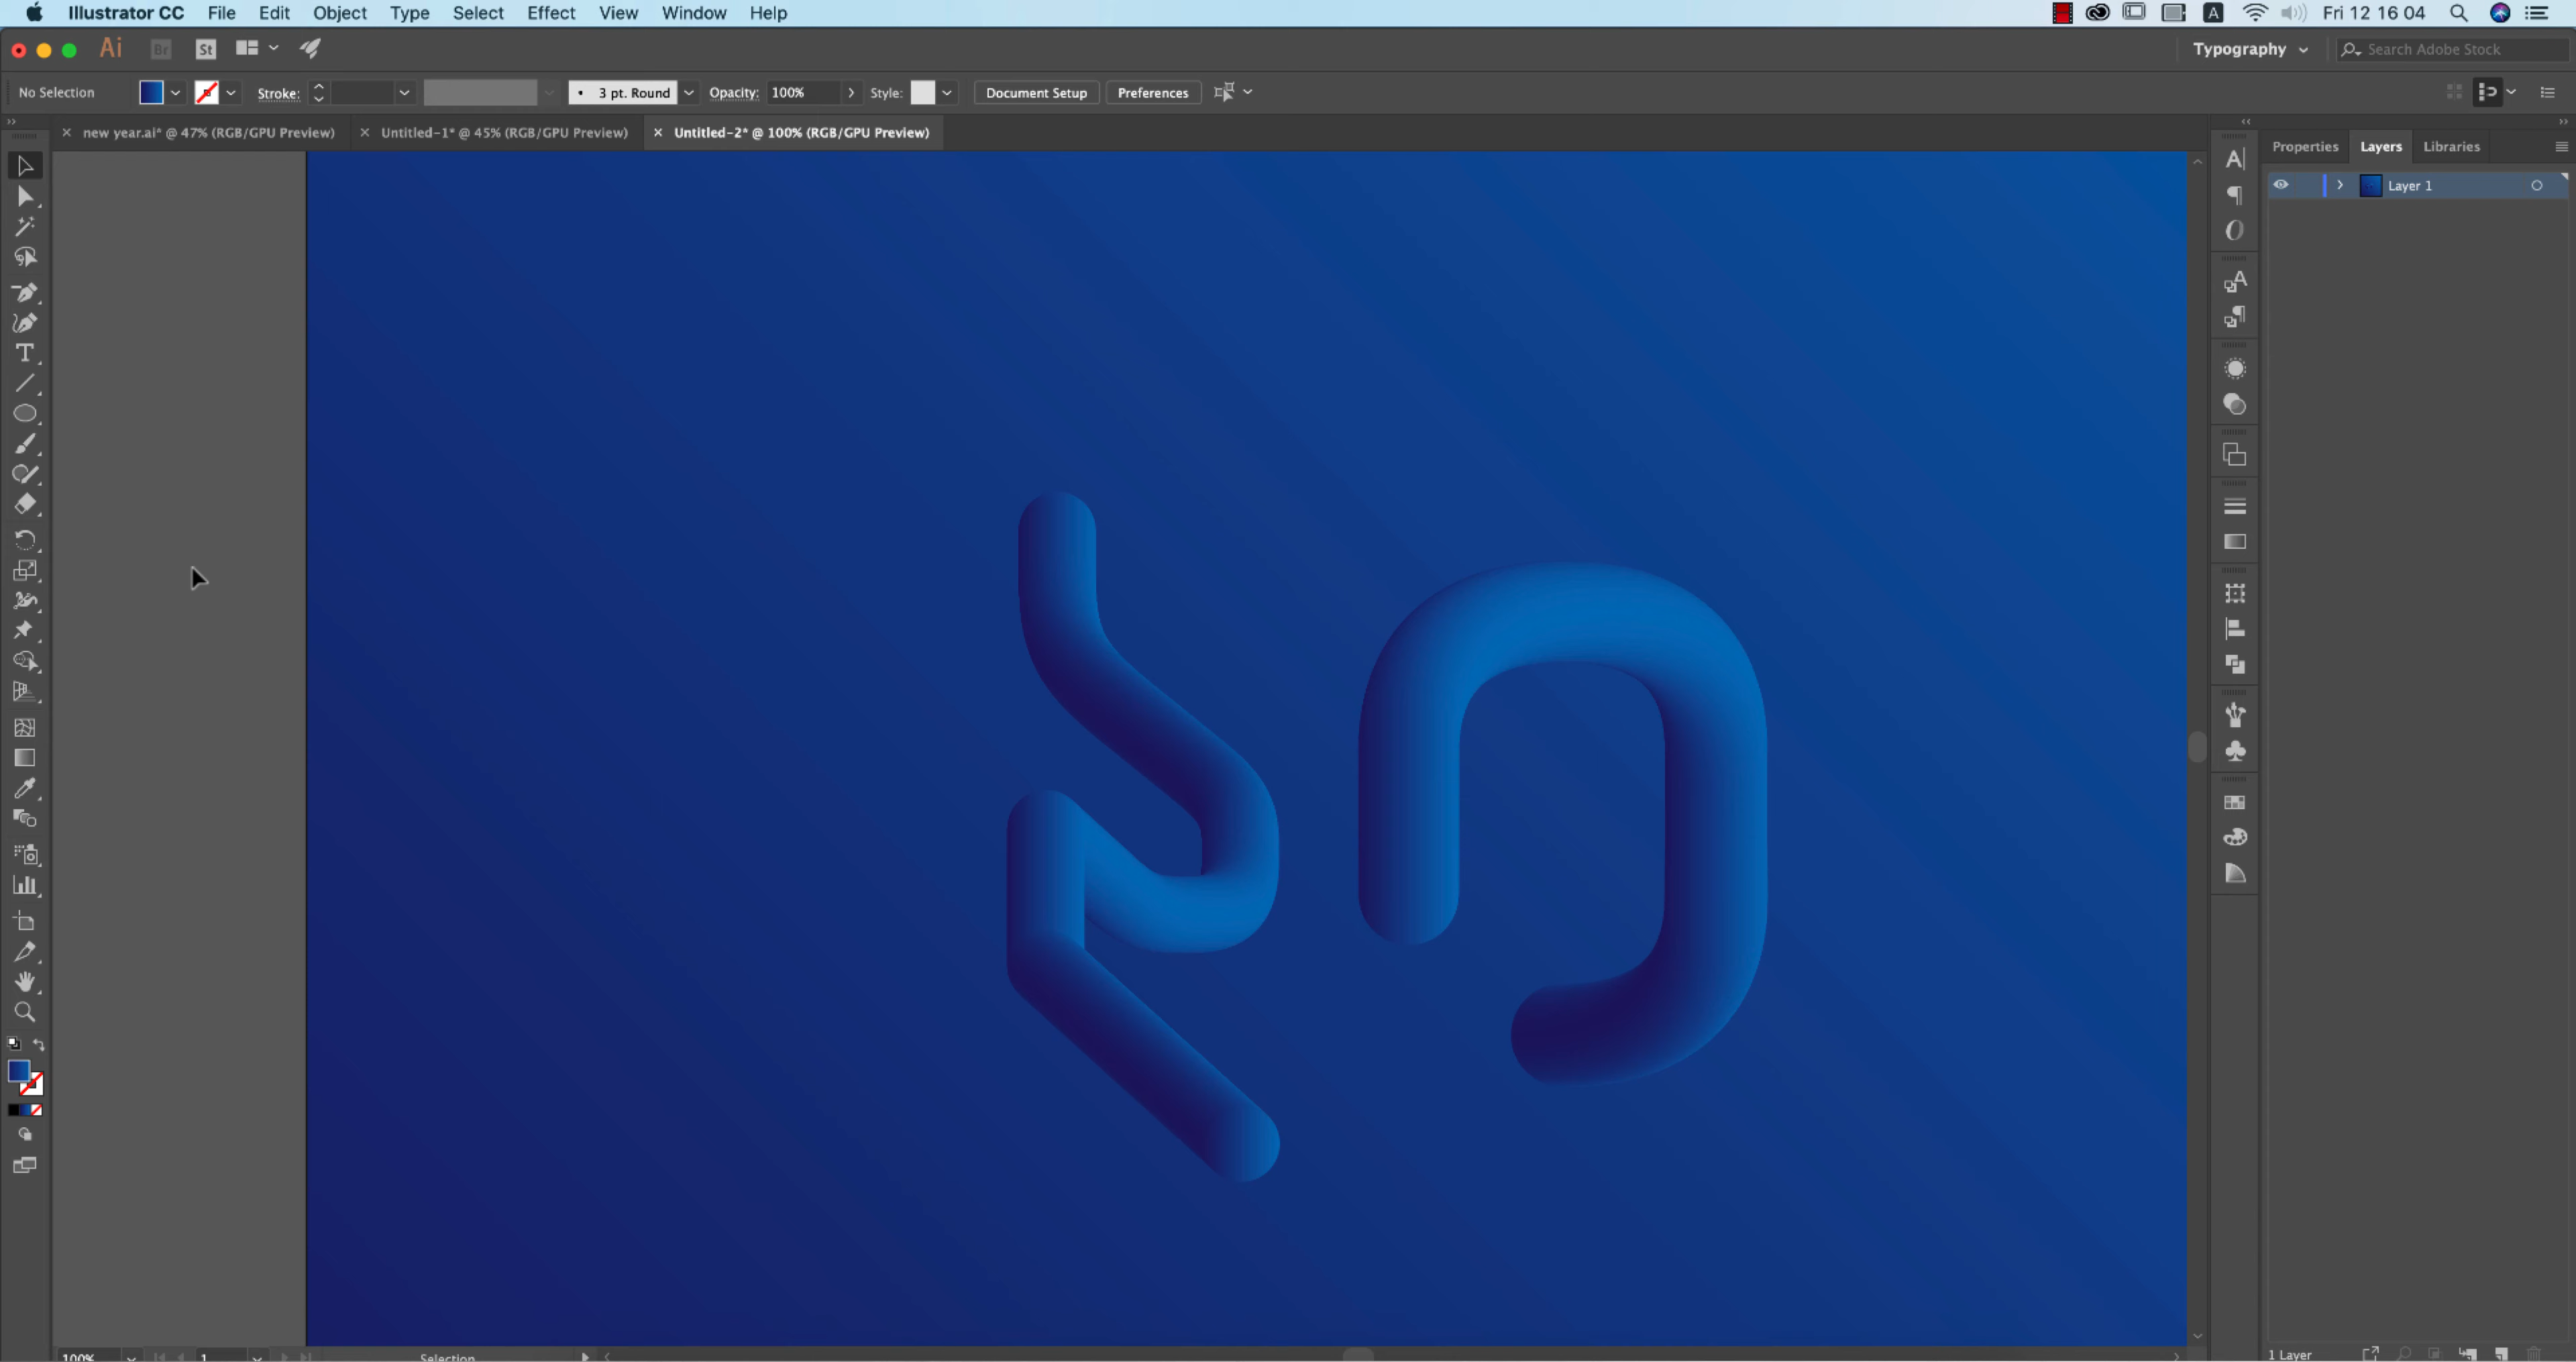 Illustrator CC File Edit Object Type Select Effect View Window Help Fri 12 16 04
Ai Br St Typography Search Adobe Stock
No Selection Stroke: 3 pt. Round Opacity: 100% Style: Document Setup Preferences
new year.ai* @ 47% (RGB/GPU Preview) Untitled-1* @ 45% (RGB/GPU Preview) Untitled-2* @ 100% (RGB/GPU Preview)
Properties Layers Libraries
Layer 1
100% 1 Selection 1 Layer